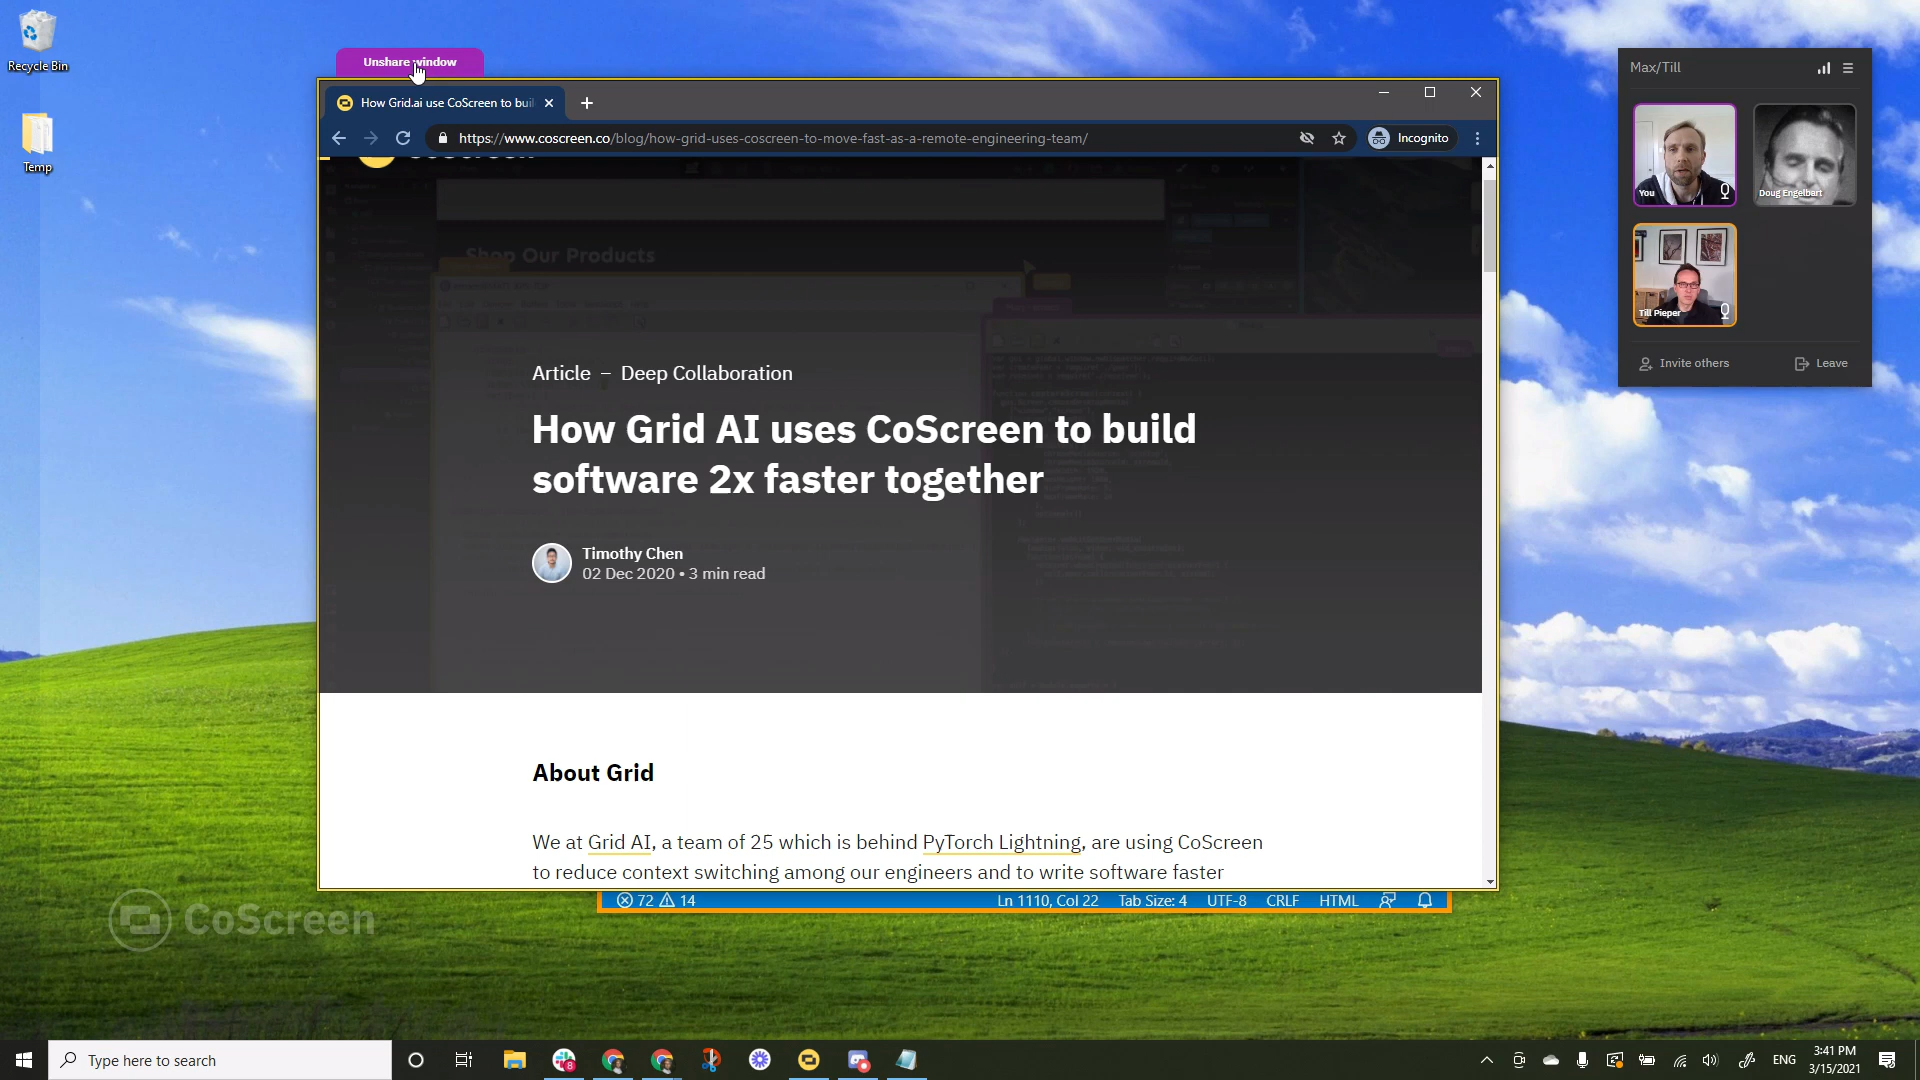 Recycle Bin
Temp
Unshare window
How Grid.ai use CoScreen to bui
https://www.coscreen.co/blog/how-grid-uses-coscreen-to-move-fast-as-a-remote-engineering-team/
Incognito
Shop Our Products
Article – Deep Collaboration
How Grid AI uses CoScreen to build
software 2x faster together
Timothy Chen
02 Dec 2020 • 3 min read
About Grid
We at Grid AI, a team of 25 which is behind PyTorch Lightning, are using CoScreen
to reduce context switching among our engineers and to write software faster
72 14
Ln 1110, Col 22 Tab Size: 4 UTF-8 CRLF HTML
Max/Till
You
Doug Engelbart
Till Pieper
Invite others
Leave
CoScreen
Type here to search
8
ENG
3:41 PM
3/15/2021